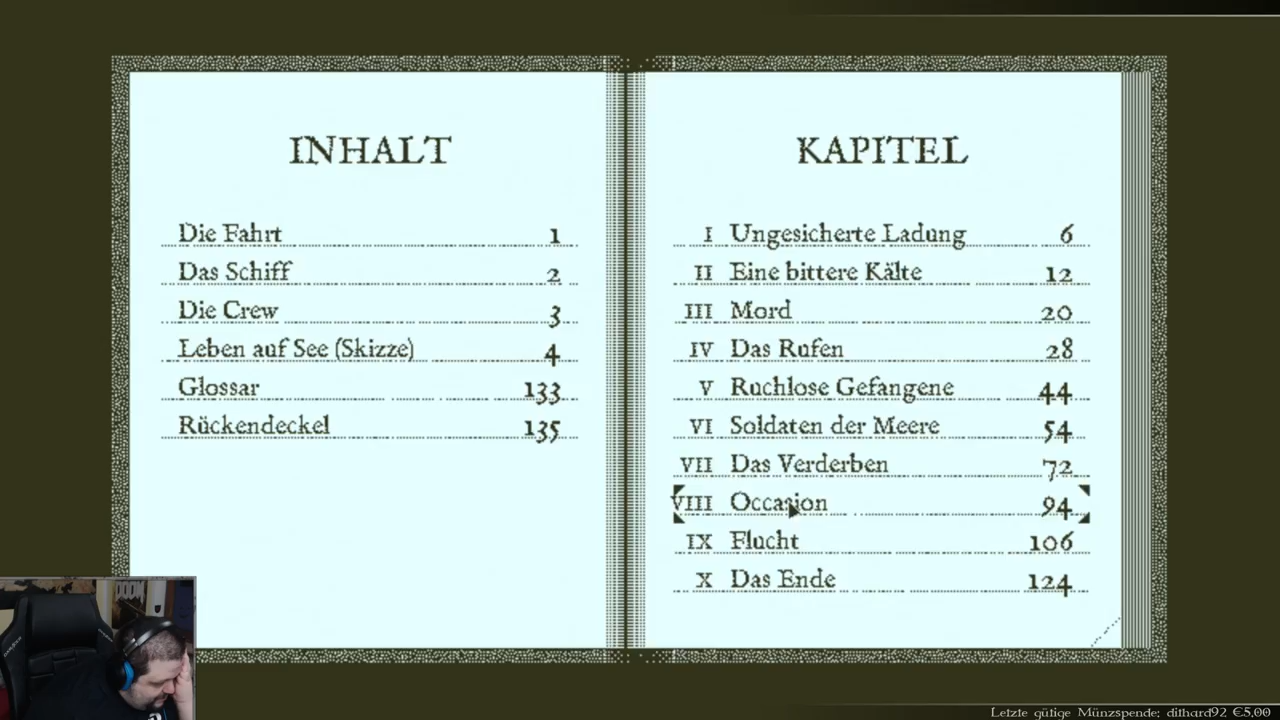 INHALT
Die Fahrt 1
Das Schiff 2
Die Crew 3
Leben auf See (Skizze) 4
Glossar 133
Rückendeckel 135
KAPITEL
I Ungesicherte Ladung 6
II Eine bittere Kälte 12
III Mord 20
IV Das Rufen 28
V Ruchlose Gefangene 44
VI Soldaten der Meere 54
VII Das Verderben 72
VIII Occasion 94
IX Flucht 106
X Das Ende 124
Letzte gütige Münzspende: dithard92 €5,00